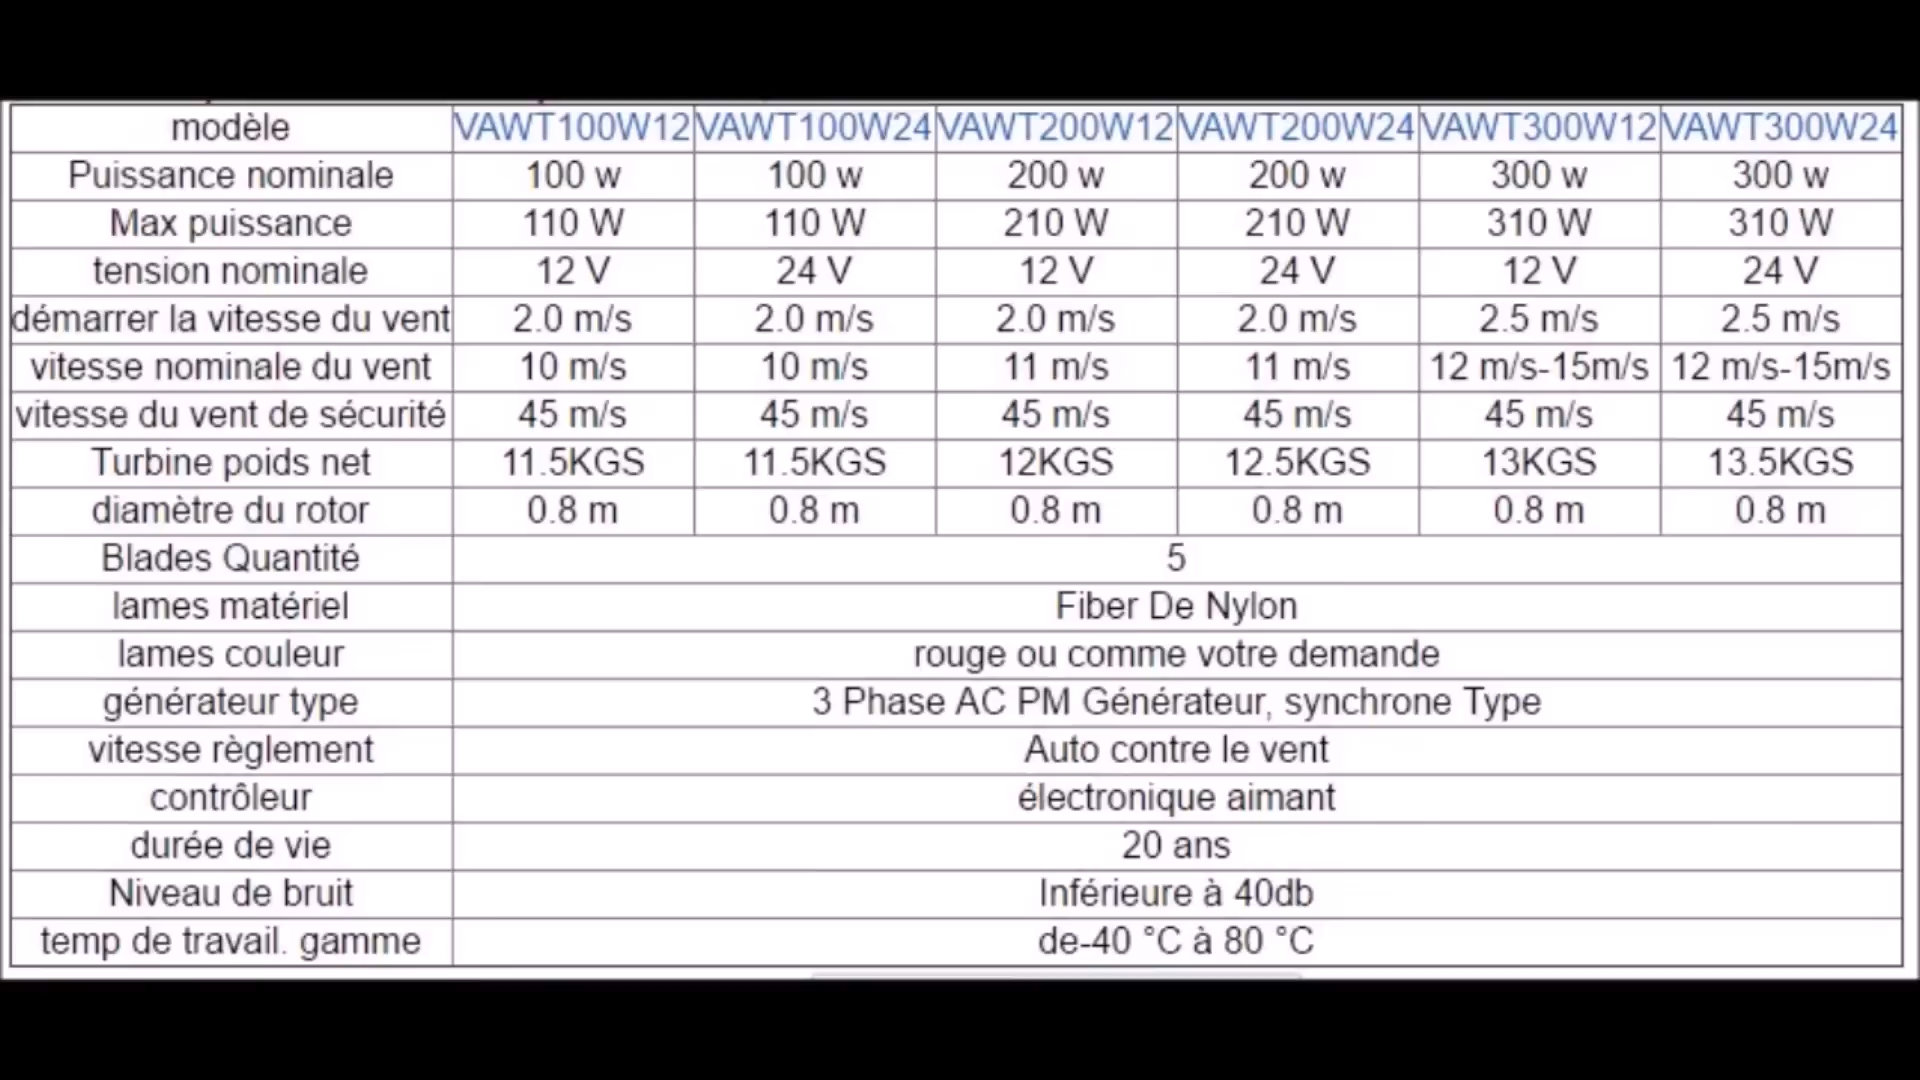 modèle VAWT100W12 VAWT100W24 VAWT200W12 VAWT200W24 VAWT300W12 VAWT300W24
Puissance nominale 100 w 100 w 200 w 200 w 300 w 300 w
Max puissance 110 W 110 W 210 W 210 W 310 W 310 W
tension nominale 12 V 24 V 12 V 24 V 12 V 24 V
démarrer la vitesse du vent 2.0 m/s 2.0 m/s 2.0 m/s 2.0 m/s 2.5 m/s 2.5 m/s
vitesse nominale du vent 10 m/s 10 m/s 11 m/s 11 m/s 12 m/s-15m/s 12 m/s-15m/s
vitesse du vent de sécurité 45 m/s 45 m/s 45 m/s 45 m/s 45 m/s 45 m/s
Turbine poids net 11.5KGS 11.5KGS 12KGS 12.5KGS 13KGS 13.5KGS
diamètre du rotor 0.8 m 0.8 m 0.8 m 0.8 m 0.8 m 0.8 m
Blades Quantité 5
lames matériel Fiber De Nylon
lames couleur rouge ou comme votre demande
générateur type 3 Phase AC PM Générateur, synchrone Type
vitesse règlement Auto contre le vent
contrôleur électronique aimant
durée de vie 20 ans
Niveau de bruit Inférieure à 40db
temp de travail. gamme de-40 °C à 80 °C